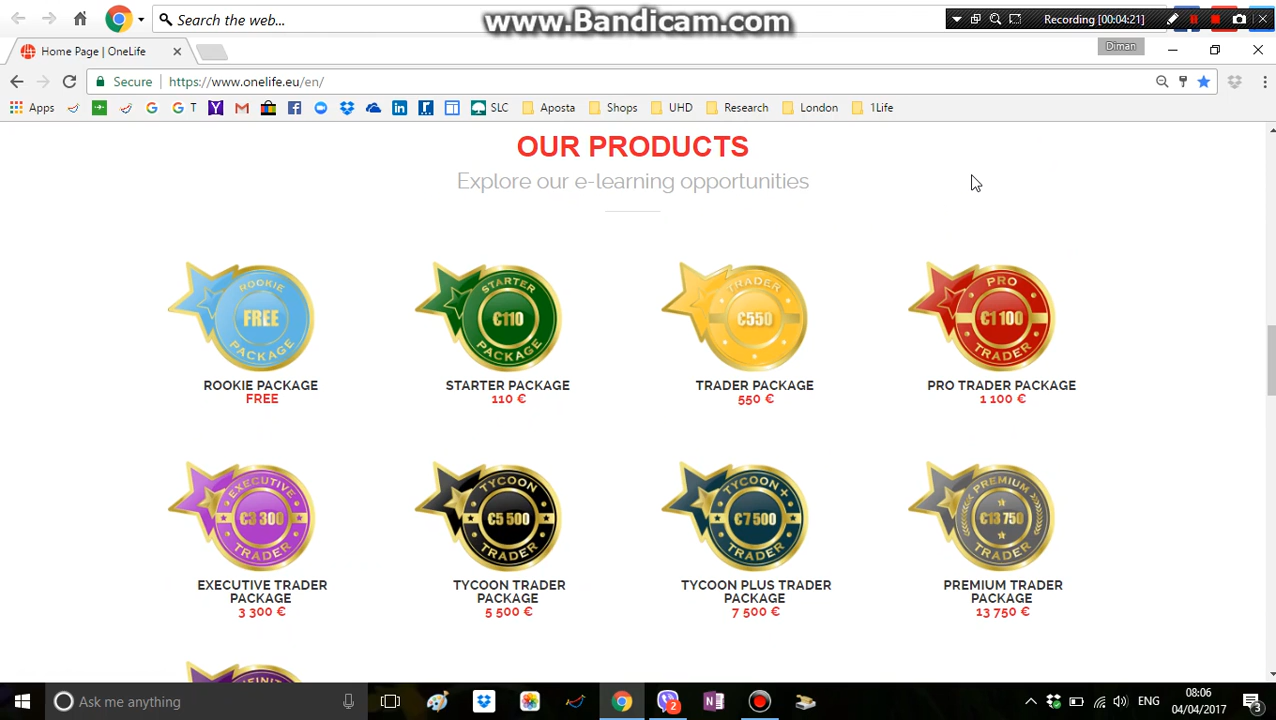 Search the web...
www.Bandicam.com
Recording [00:04:21]
Home Page | OneLife
Diman
Secure
https://www.onelife.eu/en/
Apps
G T
SLC
Aposta
Shops
UHD
Research
London
1Life
OUR PRODUCTS
Explore our e-learning opportunities
ROOKIE
FREE
PACKAGE
STARTER
€110
PACKAGE
TRADER
€550
PACKAGE
PRO
€1 100
TRADER
ROOKIE PACKAGE
FREE
STARTER PACKAGE
110 €
TRADER PACKAGE
550 €
PRO TRADER PACKAGE
1 100 €
EXECUTIVE
€3 300
TRADER
TYCOON
€5 500
TRADER
TYCOON+
€7 500
TRADER
PREMIUM
€13 750
TRADER
EXECUTIVE TRADER
PACKAGE
3 300 €
TYCOON TRADER
PACKAGE
5 500 €
TYCOON PLUS TRADER
PACKAGE
7 500 €
PREMIUM TRADER
PACKAGE
13 750 €
Ask me anything
2
ENG
08:06
04/04/2017
3